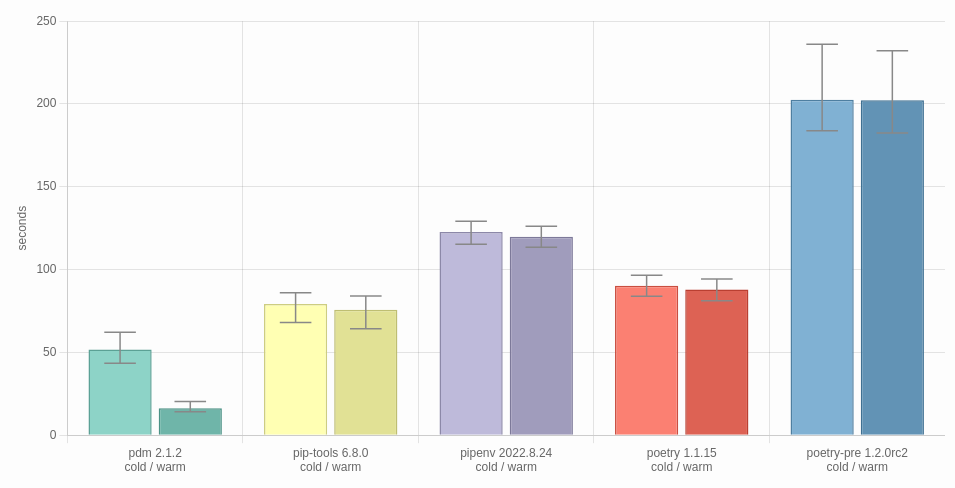 250
200
150
100
50
0
seconds
pdm 2.1.2
cold / warm
pip-tools 6.8.0
cold / warm
pipenv 2022.8.24
cold / warm
poetry 1.1.15
cold / warm
poetry-pre 1.2.0rc2
cold / warm